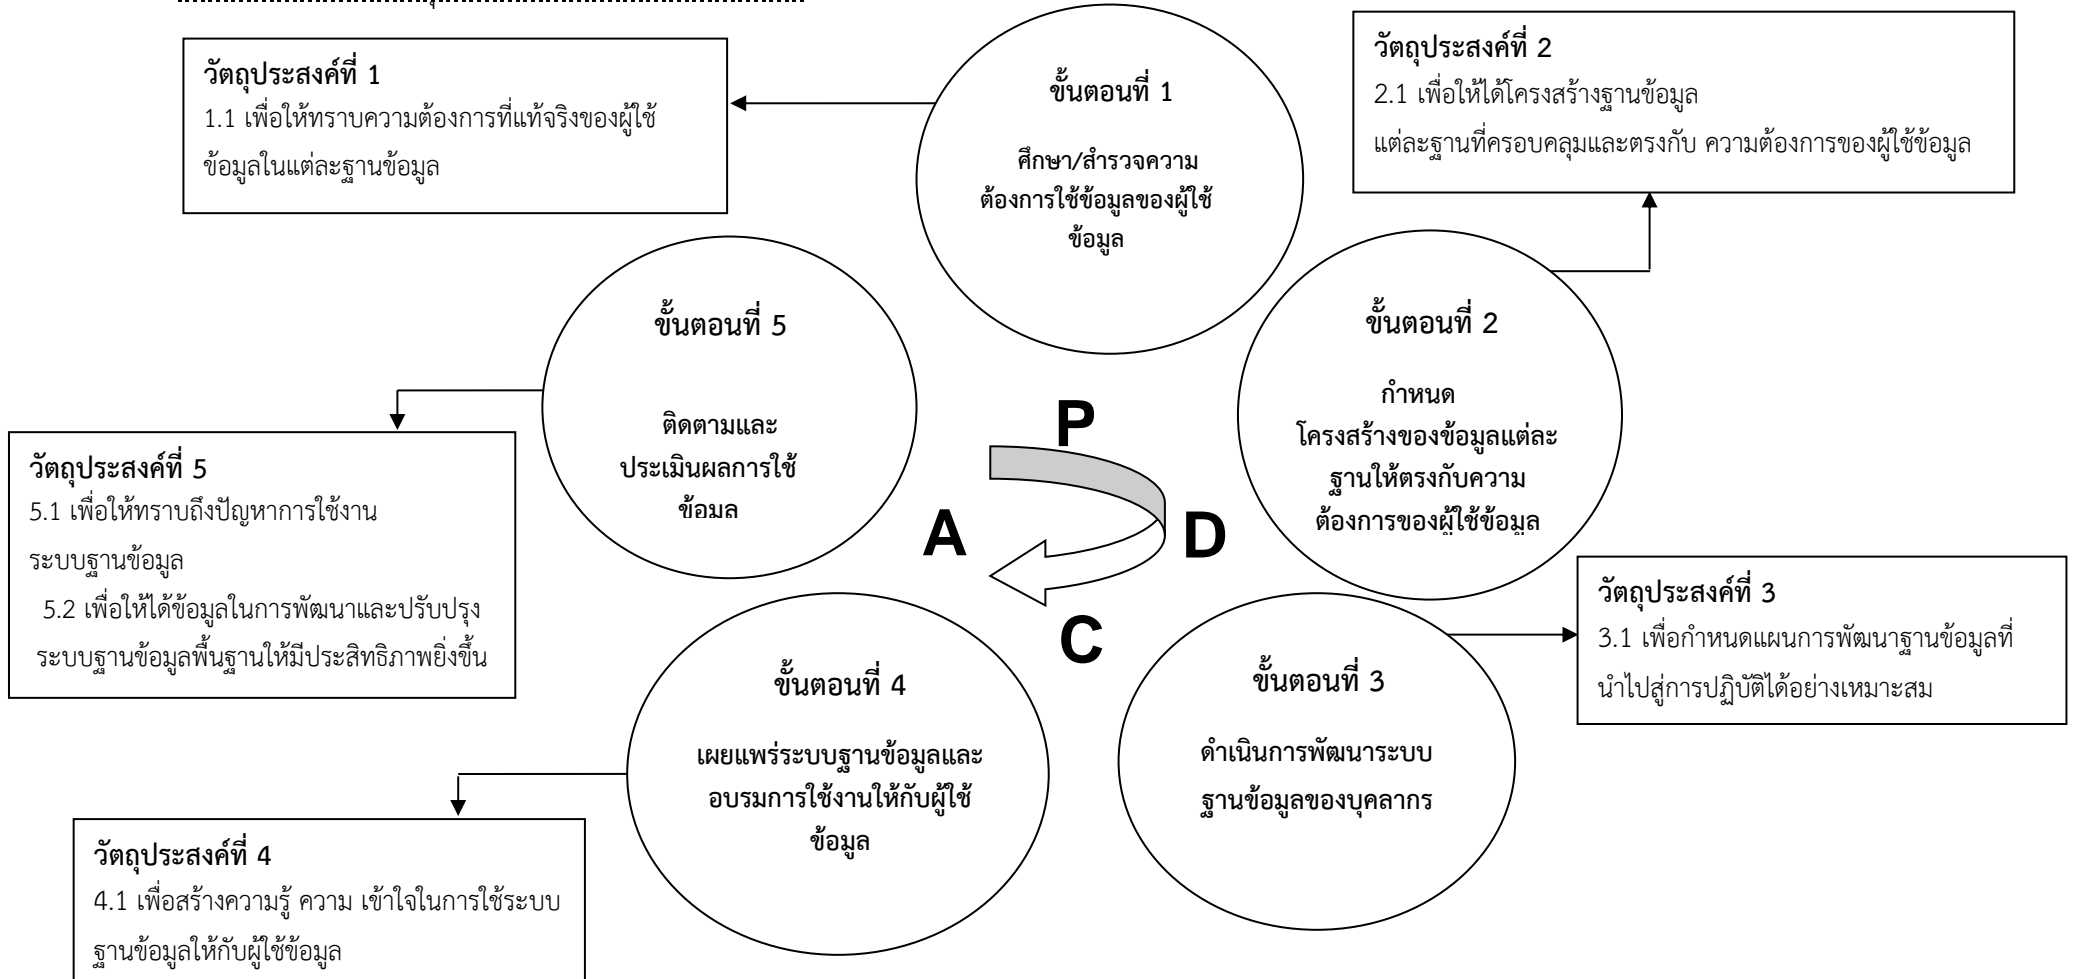 วัตถุประสงค์ที่ 1
1.1 เพื่อให้ทราบความต้องการที่แท้จริงของผู้ใช้
ข้อมูลในแต่ละฐานข้อมูล
ขั้นตอนที่ 1
ศึกษา/สำรวจความ
ต้องการใช้ข้อมูลของผู้ใช้
ข้อมูล
วัตถุประสงค์ที่ 2
2.1 เพื่อให้ได้โครงสร้างฐานข้อมูล
แต่ละฐานที่ครอบคลุมและตรงกับ ความต้องการของผู้ใช้ข้อมูล
ขั้นตอนที่ 5
ติดตามและ
ประเมินผลการใช้
ข้อมูล
ขั้นตอนที่ 2
กำหนด
โครงสร้างของข้อมูลแต่ละ
ฐานให้ตรงกับความ
ต้องการของผู้ใช้ข้อมูล
P
A
D
C
วัตถุประสงค์ที่ 5
5.1 เพื่อให้ทราบถึงปัญหาการใช้งาน
ระบบฐานข้อมูล
5.2 เพื่อให้ได้ข้อมูลในการพัฒนาและปรับปรุง
ระบบฐานข้อมูลพื้นฐานให้มีประสิทธิภาพยิ่งขึ้น
วัตถุประสงค์ที่ 3
3.1 เพื่อกำหนดแผนการพัฒนาฐานข้อมูลที่
นำไปสู่การปฏิบัติได้อย่างเหมาะสม
ขั้นตอนที่ 4
เผยแพร่ระบบฐานข้อมูลและ
อบรมการใช้งานให้กับผู้ใช้
ข้อมูล
ขั้นตอนที่ 3
ดำเนินการพัฒนาระบบ
ฐานข้อมูลของบุคลากร
วัตถุประสงค์ที่ 4
4.1 เพื่อสร้างความรู้ ความ เข้าใจในการใช้ระบบ
ฐานข้อมูลให้กับผู้ใช้ข้อมูล